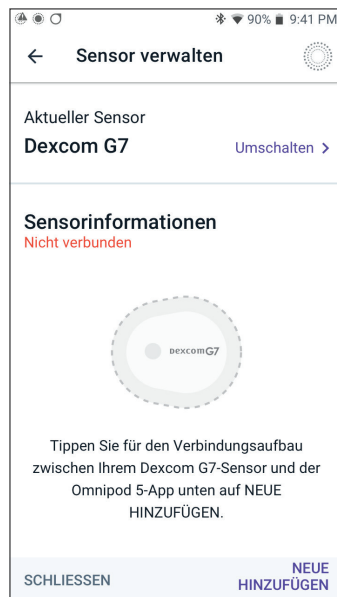 90% 9:41 PM
Sensor verwalten
Aktueller Sensor
Dexcom G7
Umschalten >
Sensorinformationen
Nicht verbunden
Dexcom G7
Tippen Sie für den Verbindungsaufbau
zwischen Ihrem Dexcom G7-Sensor und der
Omnipod 5-App unten auf NEUE
HINZUFÜGEN.
SCHLIESSEN
NEUE
HINZUFÜGEN